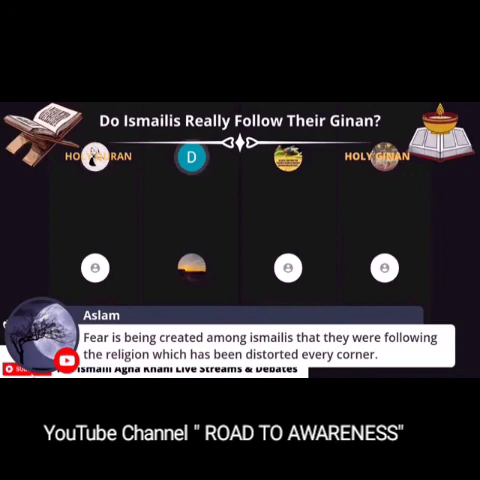 Do Ismailis Really Follow Their Ginan?
HOLY QURAN
HOLY GINAN
D
Aslam
Fear is being created among ismailis that they were following
the religion which has been distorted every corner.
Ismaili Agha Khani Live Streams & Debates
YouTube Channel " ROAD TO AWARENESS"